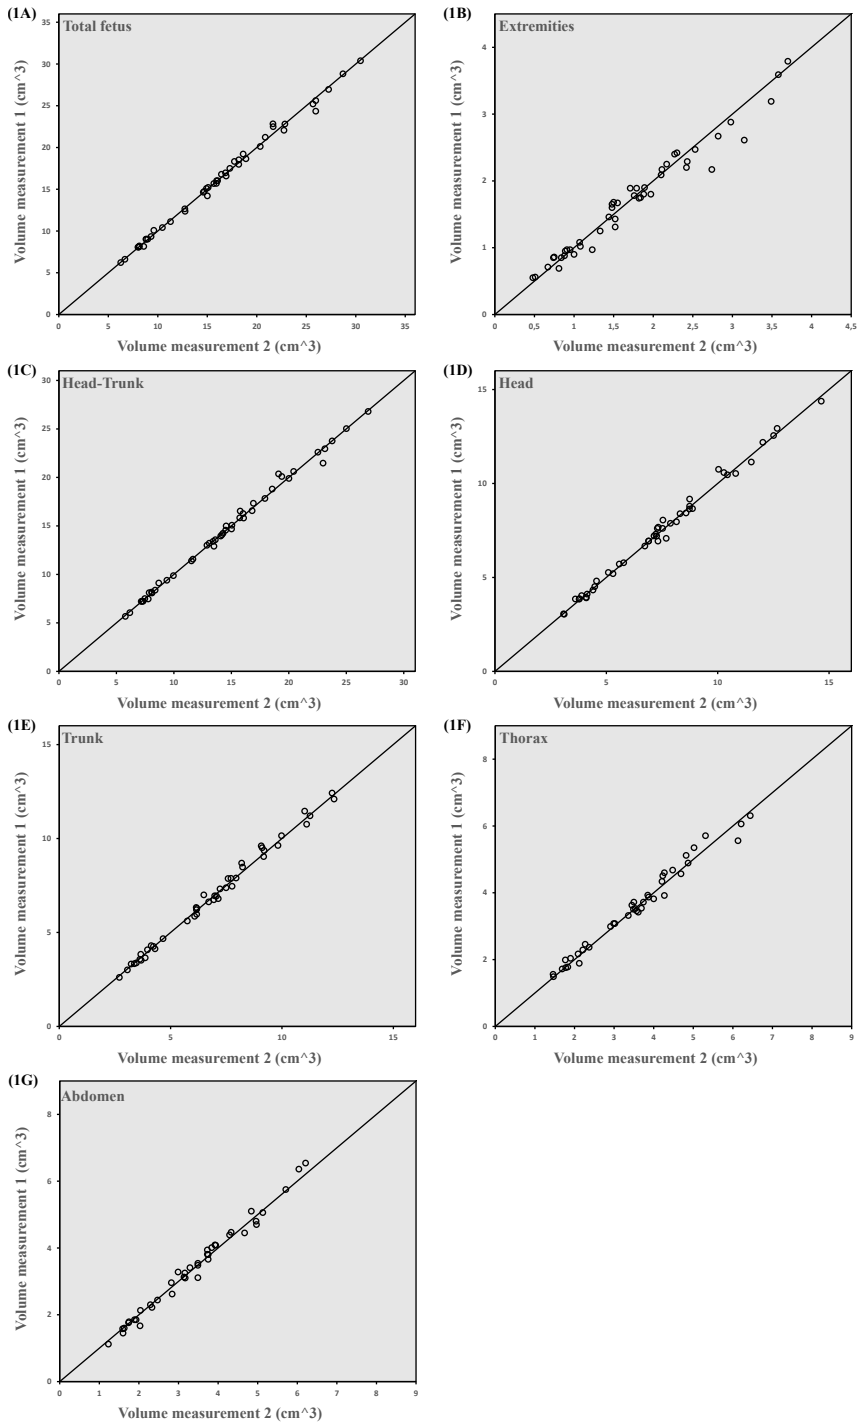 (1A)
Total fetus
Volume measurement 1 (cm^3)
35
30
25
20
15
10
5
0
0 5 10 15 20 25 30 35
Volume measurement 2 (cm^3)
(1B)
Extremities
Volume measurement 1 (cm^3)
4
3
2
1
0
0 0,5 1 1,5 2 2,5 3 3,5 4 4,5
Volume measurement 2 (cm^3)
(1C)
Head-Trunk
Volume measurement 1 (cm^3)
30
25
20
15
10
5
0
0 5 10 15 20 25 30
Volume measurement 2 (cm^3)
(1D)
Head
Volume measurement 1 (cm^3)
15
10
5
0
0 5 10 15
Volume measurement 2 (cm^3)
(1E)
Trunk
Volume measurement 1 (cm^3)
15
10
5
0
0 5 10 15
Volume measurement 2 (cm^3)
(1F)
Thorax
Volume measurement 1 (cm^3)
8
6
4
2
0
0 1 2 3 4 5 6 7 8 9
Volume measurement 2 (cm^3)
(1G)
Abdomen
Volume measurement 1 (cm^3)
8
6
4
2
0
0 1 2 3 4 5 6 7 8 9
Volume measurement 2 (cm^3)